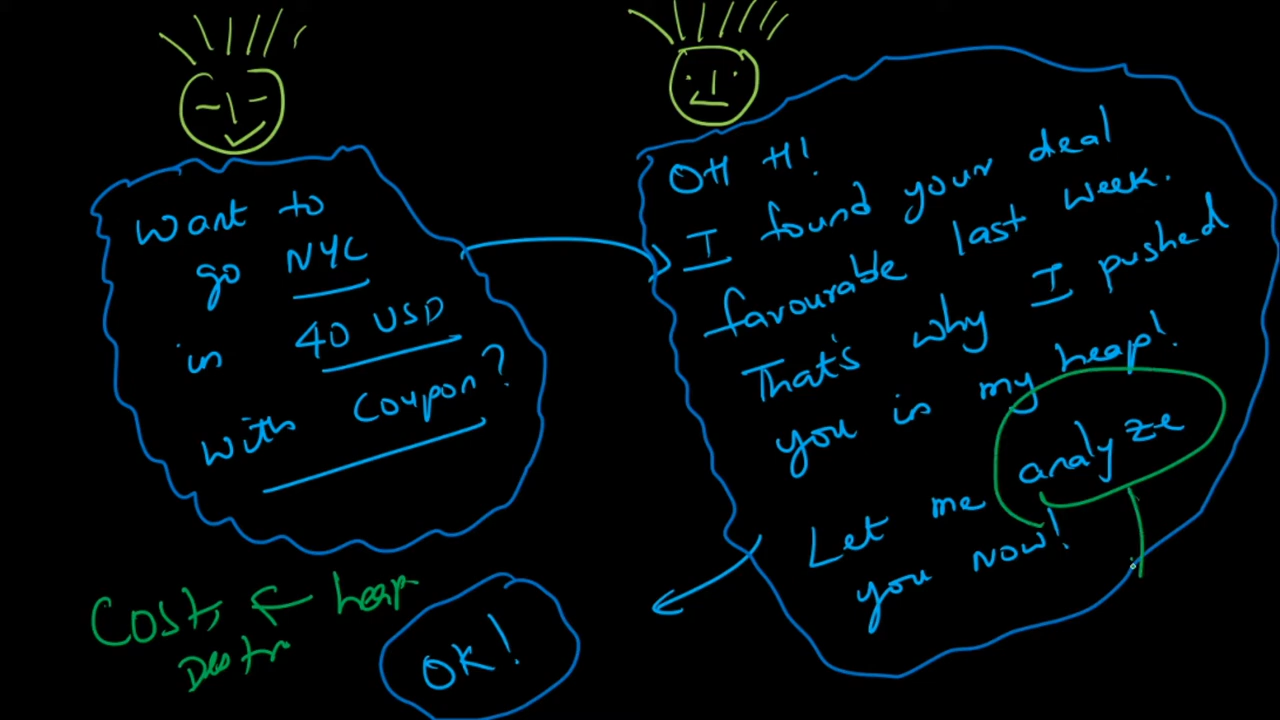 Want to
go NYC
in 40 USD
with Coupon?
OH H!
I found your deal
favourable last week.
That's why I pushed
you in my heap!
Let me analyze
you now!
Cost, ← heap
Destn
OK!